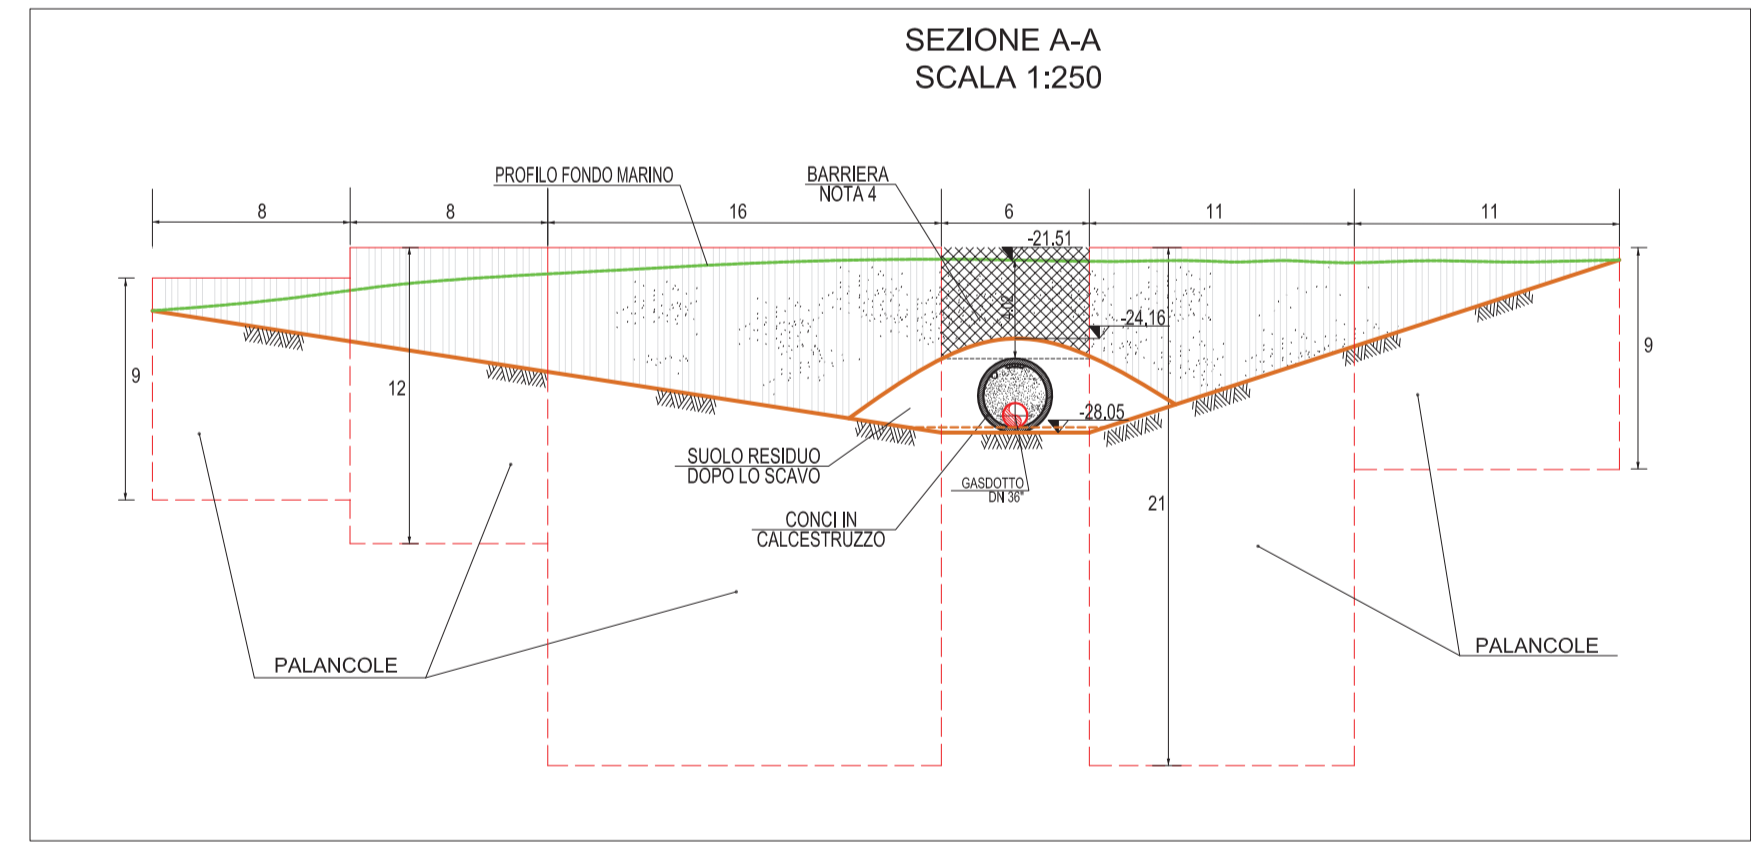 SEZIONE A-A
SCALA 1:250
PROFILO FONDO MARINO
BARRIERA
NOTA 4
8
8
16
6
11
11
-21.51
4.02
-24.16
9
12
9
-28.05
SUOLO RESIDUO
DOPO LO SCAVO
GASDOTTO
DN 36"
21
CONCI IN
CALCESTRUZZO
PALANCOLE
PALANCOLE